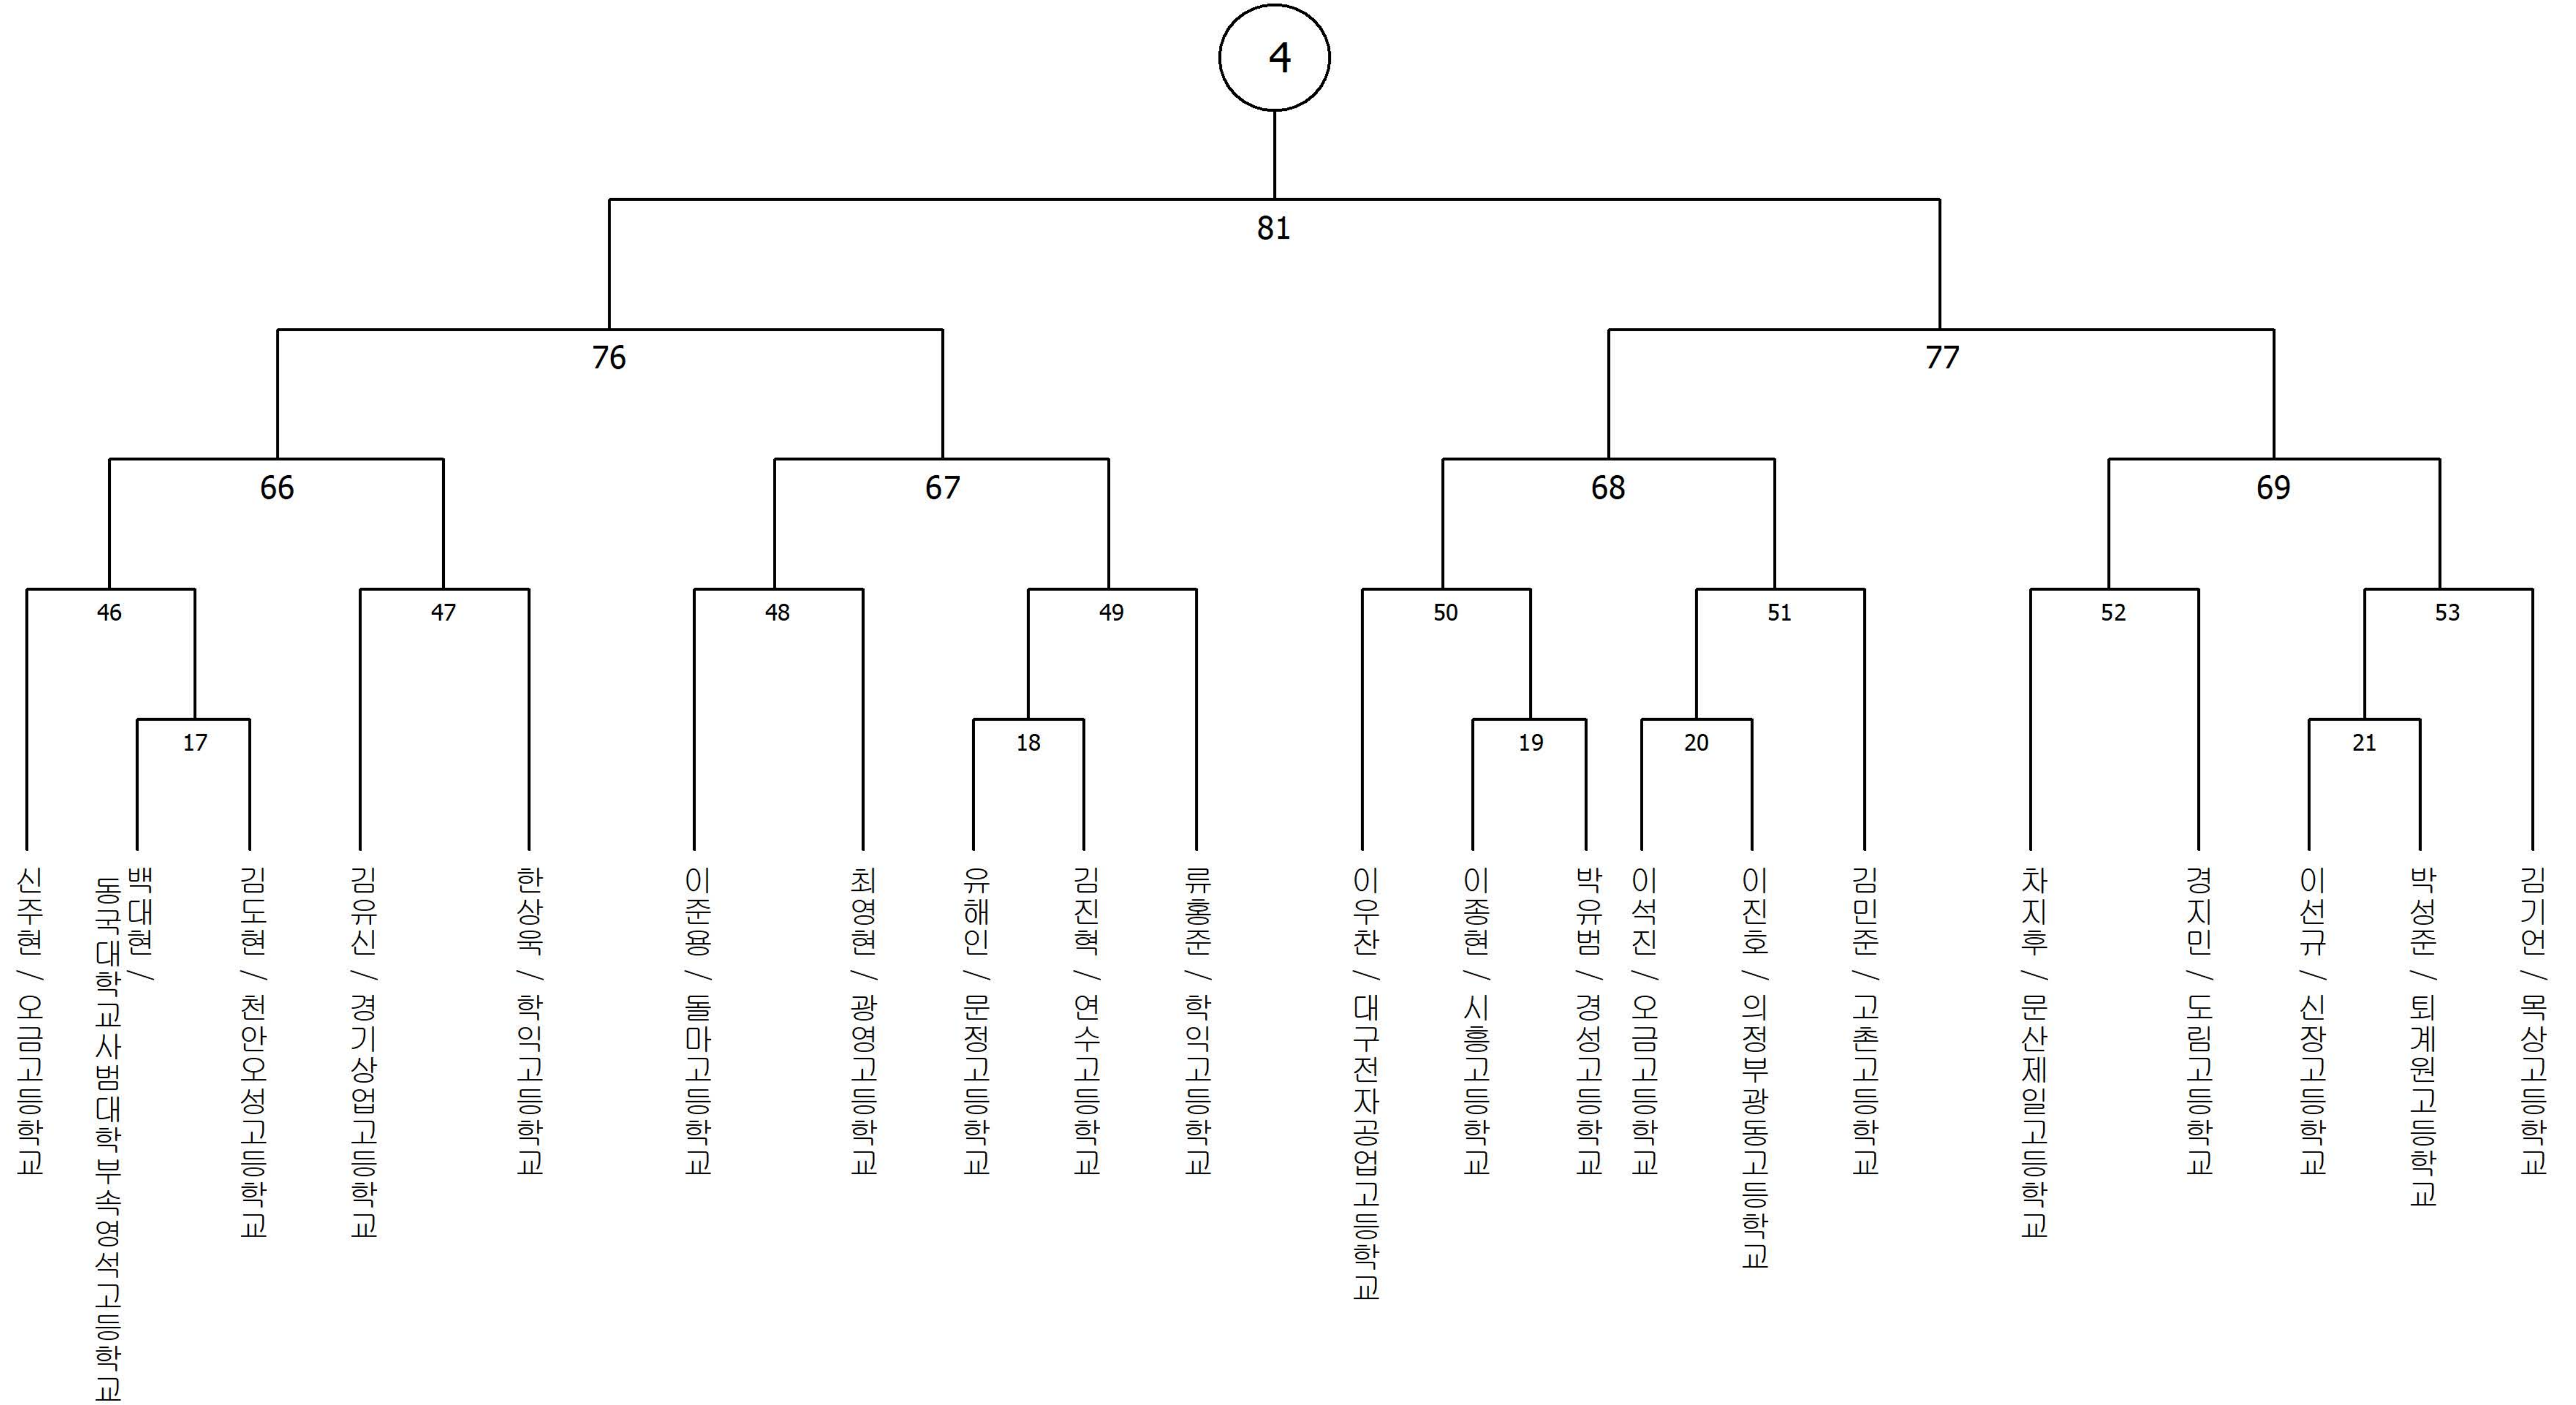 4
81
76
77
66
67
68
69
46
47
48
49
50
51
52
53
17
18
19
20
21
신주현 / 오금고등학교
백대현 /
동국대학교사범대학부속영석고등학교
김도현 / 천안오성고등학교
김유신 / 경기상업고등학교
한상욱 / 학익고등학교
이준용 / 돌마고등학교
최영현 / 광영고등학교
유해인 / 문정고등학교
김진혁 / 연수고등학교
류홍준 / 학익고등학교
이우찬 / 대구전자공업고등학교
이종현 / 시흥고등학교
박유범 / 경성고등학교
이석진 / 오금고등학교
이진호 / 의정부광동고등학교
김민준 / 고촌고등학교
차지후 / 문산제일고등학교
경지민 / 도림고등학교
이선규 / 신장고등학교
박성준 / 퇴계원고등학교
김기언 / 목상고등학교